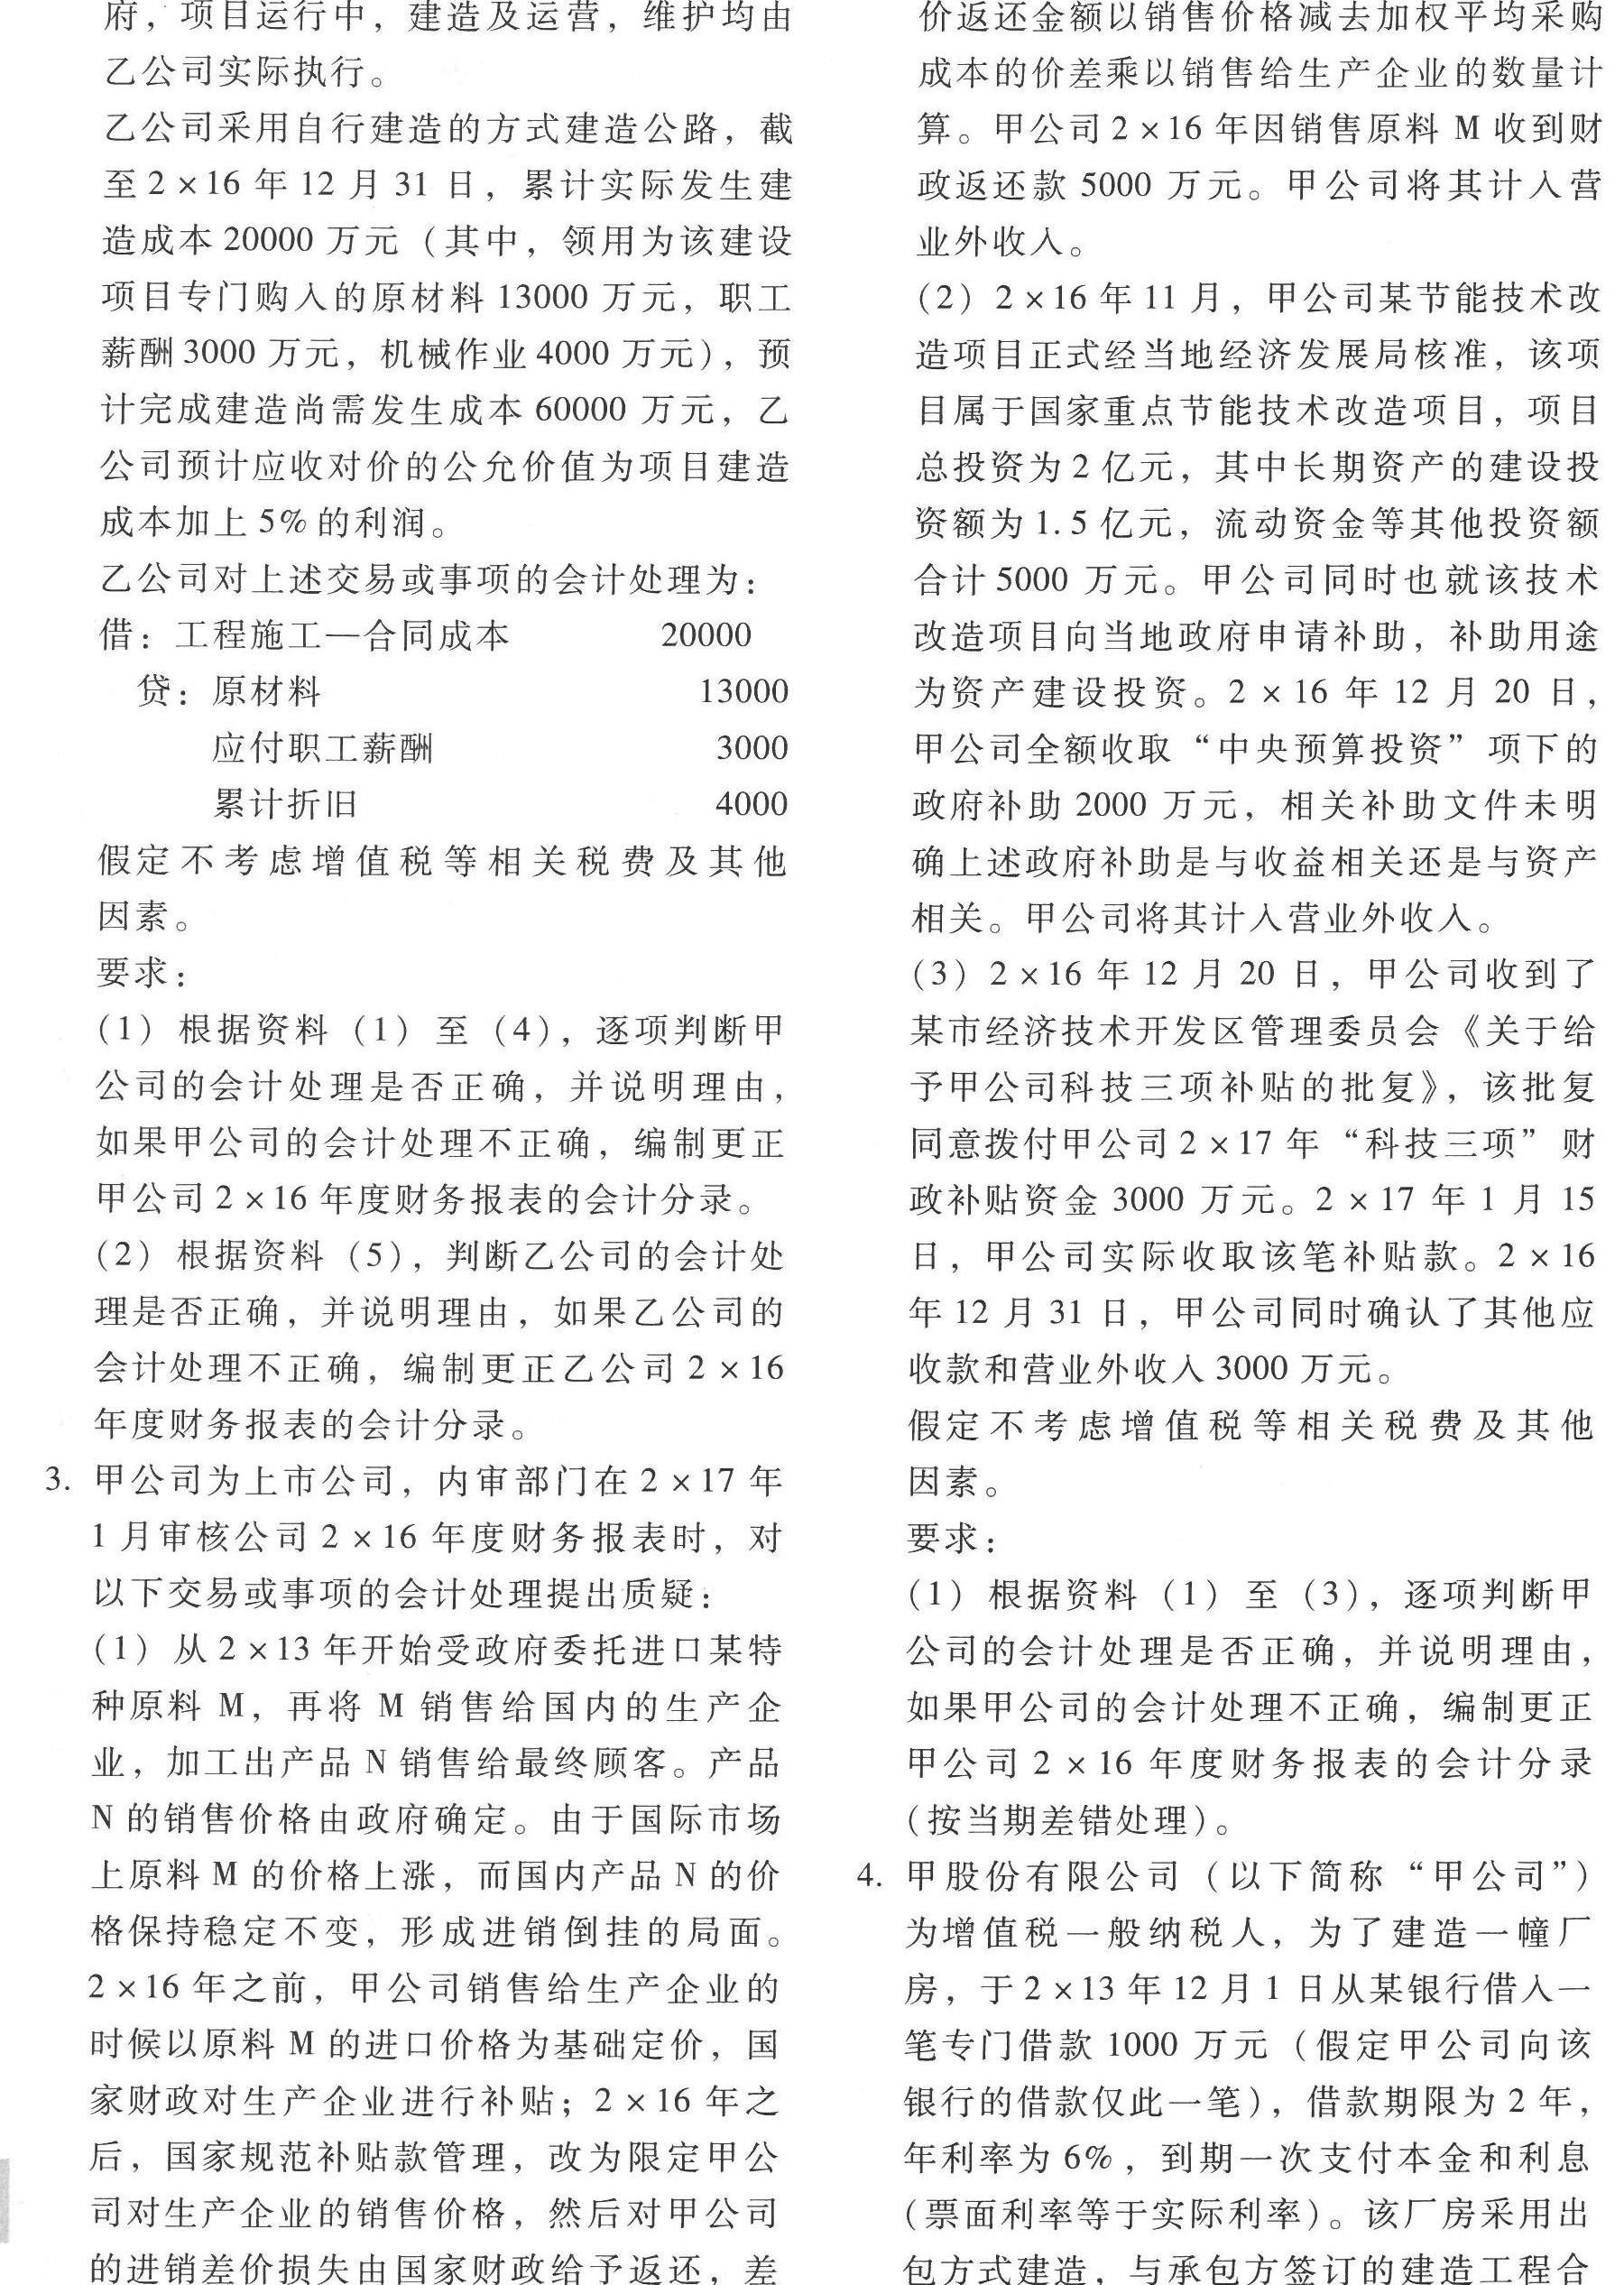 府，项目运行中，建造及运营，维护均由
乙公司实际执行。
乙公司采用自行建造的方式建造公路，截
至2×16年12月31日，累计实际发生建
造成本20000万元（其中，领用为该建设
项目专门购入的原材料13000万元，职工
薪酬3000万元，机械作业4000万元），预
计完成建造尚需发生成本60000万元，乙
公司预计应收对价的公允价值为项目建造
成本加上5%的利润。
乙公司对上述交易或事项的会计处理为：
借：工程施工—合同成本 20000
贷：原材料 13000
应付职工薪酬 3000
累计折旧 4000
假定不考虑增值税等相关税费及其他
因素。
要求：
（1）根据资料（1）至（4），逐项判断甲
公司的会计处理是否正确，并说明理由，
如果甲公司的会计处理不正确，编制更正
甲公司2×16年度财务报表的会计分录。
（2）根据资料（5），判断乙公司的会计处
理是否正确，并说明理由，如果乙公司的
会计处理不正确，编制更正乙公司2×16
年度财务报表的会计分录。
3. 甲公司为上市公司，内审部门在2×17年
1月审核公司2×16年度财务报表时，对
以下交易或事项的会计处理提出质疑：
（1）从2×13年开始受政府委托进口某特
种原料M，再将M销售给国内的生产企
业，加工出产品N销售给最终顾客。产品
N的销售价格由政府确定。由于国际市场
上原料M的价格上涨，而国内产品N的价
格保持稳定不变，形成进销倒挂的局面。
2×16年之前，甲公司销售给生产企业的
时候以原料M的进口价格为基础定价，国
家财政对生产企业进行补贴；2×16年之
后，国家规范补贴款管理，改为限定甲公
司对生产企业的销售价格，然后对甲公司
的进销差价损失由国家财政给予返还，差
价返还金额以销售价格减去加权平均采购
成本的价差乘以销售给生产企业的数量计
算。甲公司2×16年因销售原料M收到财
政返还款5000万元。甲公司将其计入营
业外收入。
（2）2×16年11月，甲公司某节能技术改
造项目正式经当地经济发展局核准，该项
目属于国家重点节能技术改造项目，项目
总投资为2亿元，其中长期资产的建设投
资额为1.5亿元，流动资金等其他投资额
合计5000万元。甲公司同时也就该技术
改造项目向当地政府申请补助，补助用途
为资产建设投资。2×16年12月20日，
甲公司全额收取“中央预算投资”项下的
政府补助2000万元，相关补助文件未明
确上述政府补助是与收益相关还是与资产
相关。甲公司将其计入营业外收入。
（3）2×16年12月20日，甲公司收到了
某市经济技术开发区管理委员会《关于给
予甲公司科技三项补贴的批复》，该批复
同意拨付甲公司2×17年“科技三项”财
政补贴资金3000万元。2×17年1月15
日，甲公司实际收取该笔补贴款。2×16
年12月31日，甲公司同时确认了其他应
收款和营业外收入3000万元。
假定不考虑增值税等相关税费及其他
因素。
要求：
（1）根据资料（1）至（3），逐项判断甲
公司的会计处理是否正确，并说明理由，
如果甲公司的会计处理不正确，编制更正
甲公司2×16年度财务报表的会计分录
（按当期差错处理）。
4. 甲股份有限公司（以下简称“甲公司”）
为增值税一般纳税人，为了建造一幢厂
房，于2×13年12月1日从某银行借入一
笔专门借款1000万元（假定甲公司向该
银行的借款仅此一笔），借款期限为2年，
年利率为6%，到期一次支付本金和利息
（票面利率等于实际利率）。该厂房采用出
包方式建造，与承包方签订的建造工程合